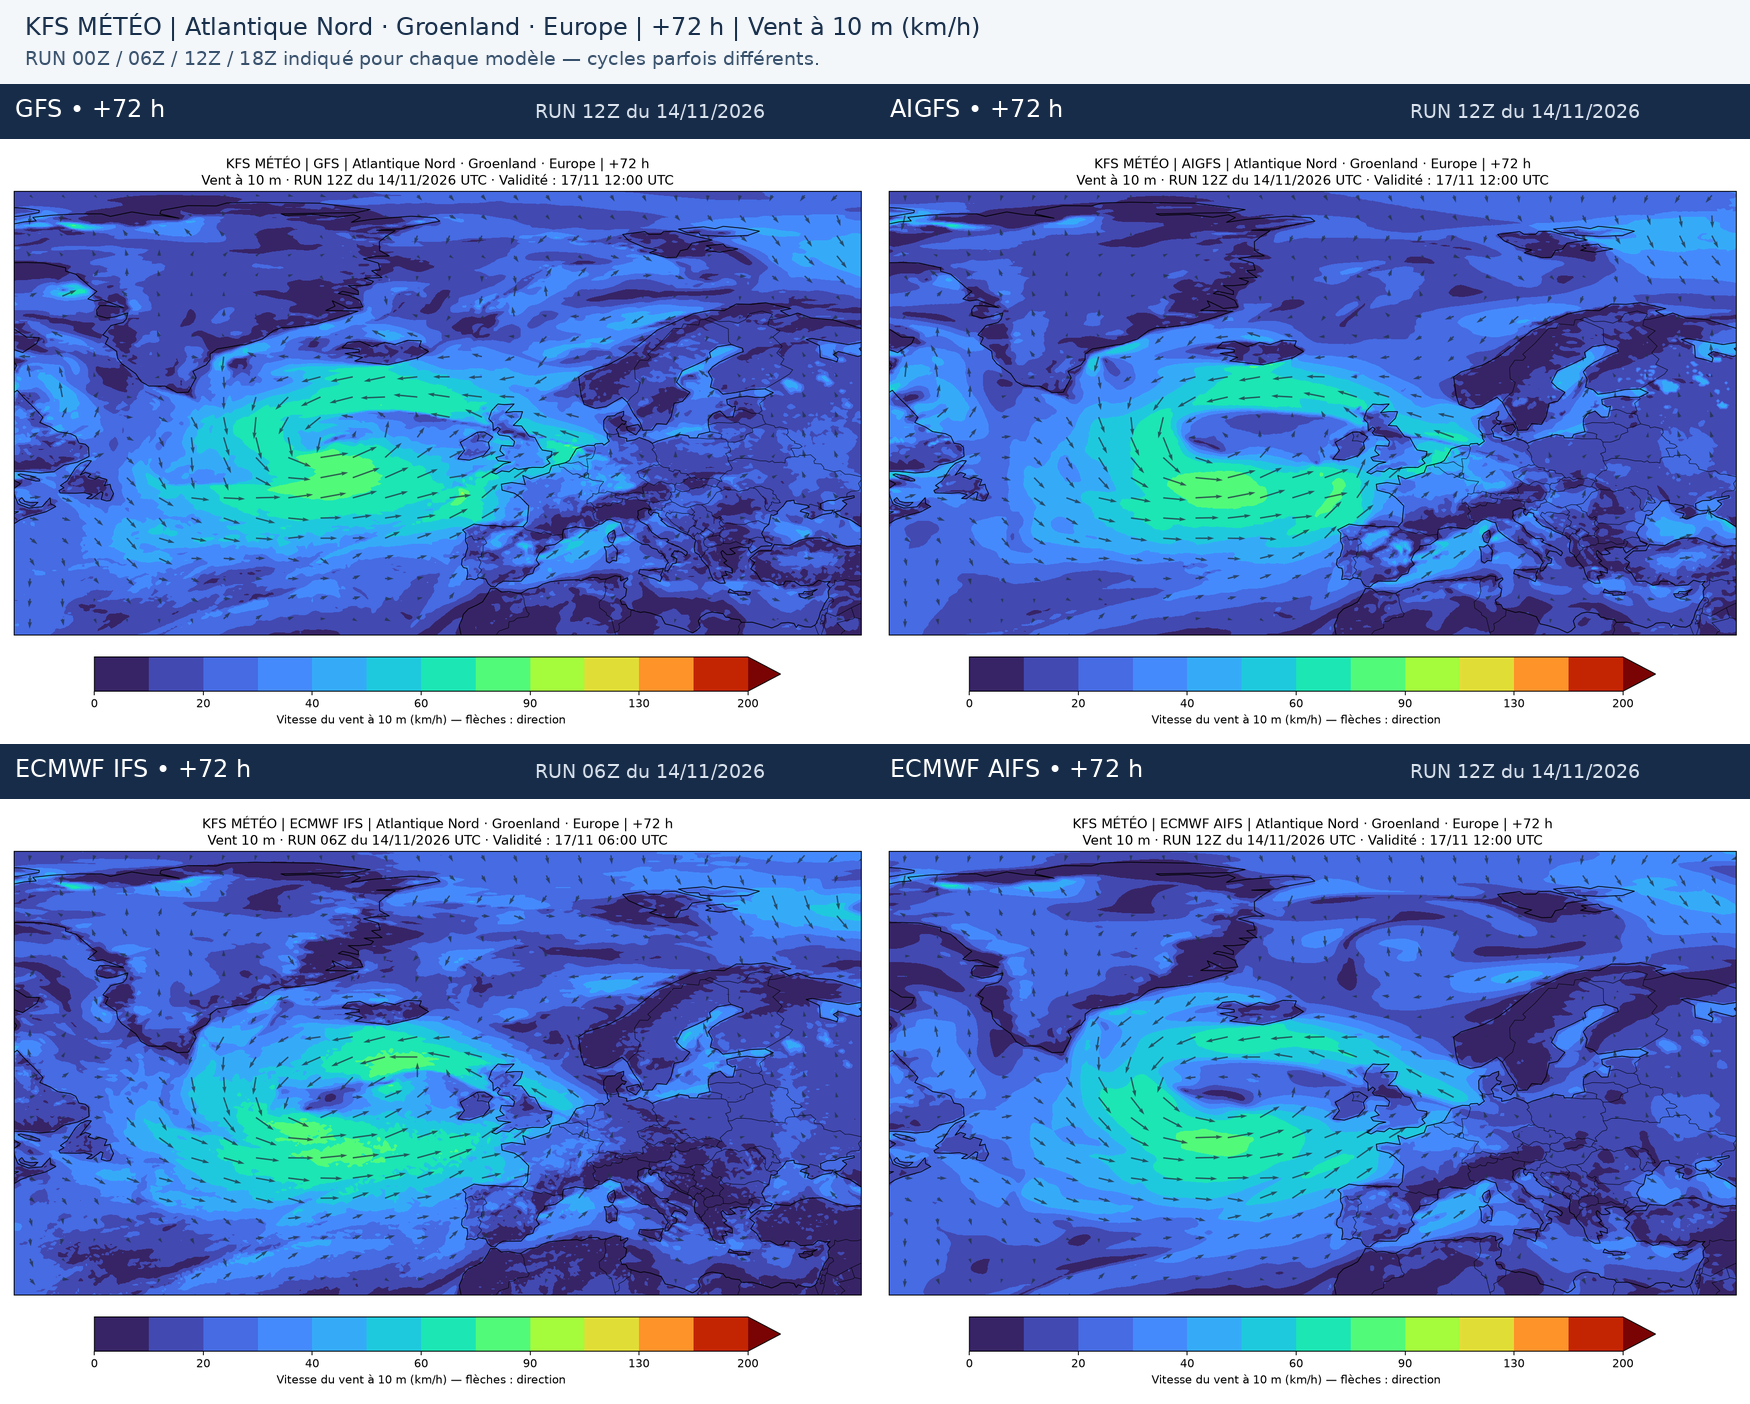 KFS MÉTÉO | Atlantique Nord · Groenland · Europe | +72 h | Vent à 10 m (km/h)
RUN 00Z / 06Z / 12Z / 18Z indiqué pour chaque modèle — cycles parfois différents.
GFS • +72 h
RUN 12Z du 14/11/2026
KFS MÉTÉO | GFS | Atlantique Nord · Groenland · Europe | +72 h
Vent à 10 m · RUN 12Z du 14/11/2026 UTC · Validité : 17/11 12:00 UTC
0 20 40 60 90 130 200
Vitesse du vent à 10 m (km/h) — flèches : direction
AIGFS • +72 h
RUN 12Z du 14/11/2026
KFS MÉTÉO | AIGFS | Atlantique Nord · Groenland · Europe | +72 h
Vent à 10 m · RUN 12Z du 14/11/2026 UTC · Validité : 17/11 12:00 UTC
0 20 40 60 90 130 200
Vitesse du vent à 10 m (km/h) — flèches : direction
ECMWF IFS • +72 h
RUN 06Z du 14/11/2026
KFS MÉTÉO | ECMWF IFS | Atlantique Nord · Groenland · Europe | +72 h
Vent 10 m · RUN 06Z du 14/11/2026 UTC · Validité : 17/11 06:00 UTC
0 20 40 60 90 130 200
Vitesse du vent à 10 m (km/h) — flèches : direction
ECMWF AIFS • +72 h
RUN 12Z du 14/11/2026
KFS MÉTÉO | ECMWF AIFS | Atlantique Nord · Groenland · Europe | +72 h
Vent 10 m · RUN 12Z du 14/11/2026 UTC · Validité : 17/11 12:00 UTC
0 20 40 60 90 130 200
Vitesse du vent à 10 m (km/h) — flèches : direction